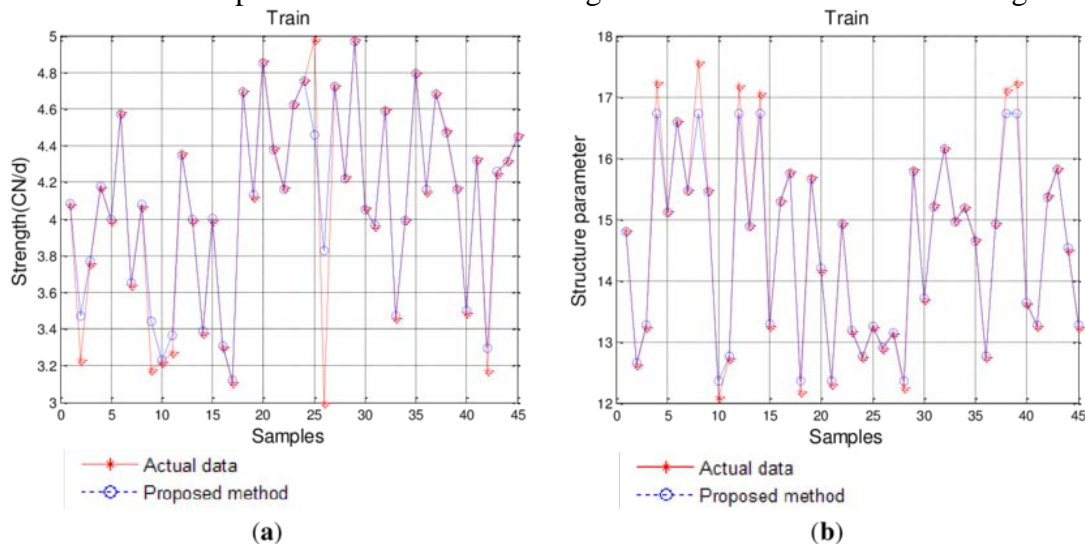 Train
Strength(CN/d)
5
4.8
4.6
4.4
4.2
4
3.8
3.6
3.4
3.2
3
0 5 10 15 20 25 30 35 40 45
Samples
Actual data
Proposed method
(a)
Train
Structure parameter
18
17
16
15
14
13
12
0 5 10 15 20 25 30 35 40 45
Samples
Actual data
Proposed method
(b)